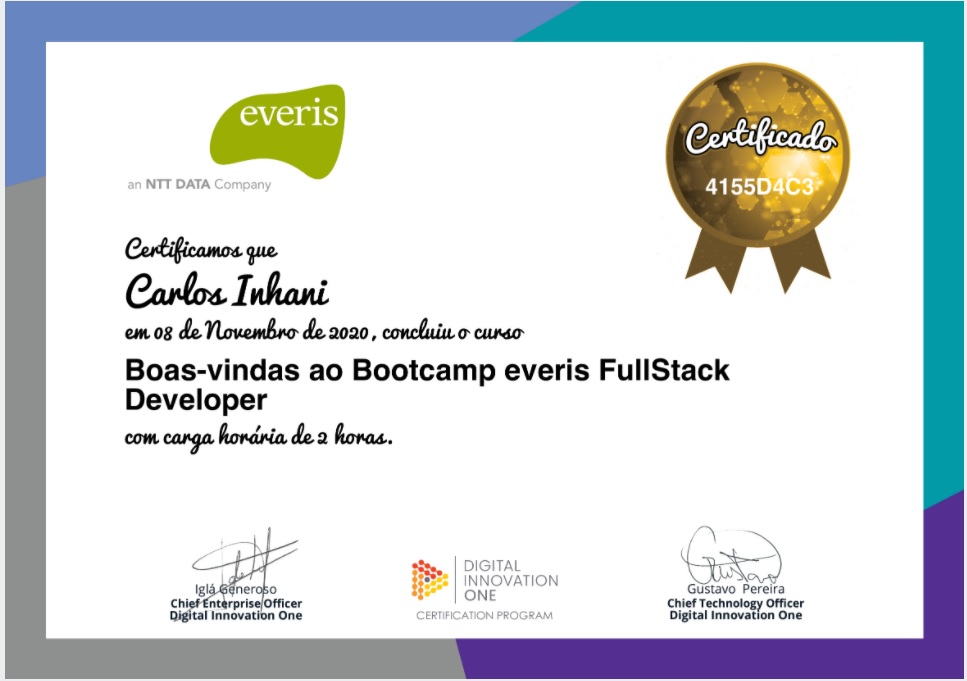 everis
an NTT DATA Company
Certificado
4155D4C3
Certificamos que
Carlos Inhani
em 08 de Novembro de 2020, concluiu o curso
Boas-vindas ao Bootcamp everis FullStack
Developer
com carga horária de 2 horas.
Iglá Generoso
Chief Enterprise Officer
Digital Innovation One
DIGITAL
INNOVATION
ONE
CERTIFICATION PROGRAM
Gustavo
Gustavo Pereira
Chief Technology Officer
Digital Innovation One